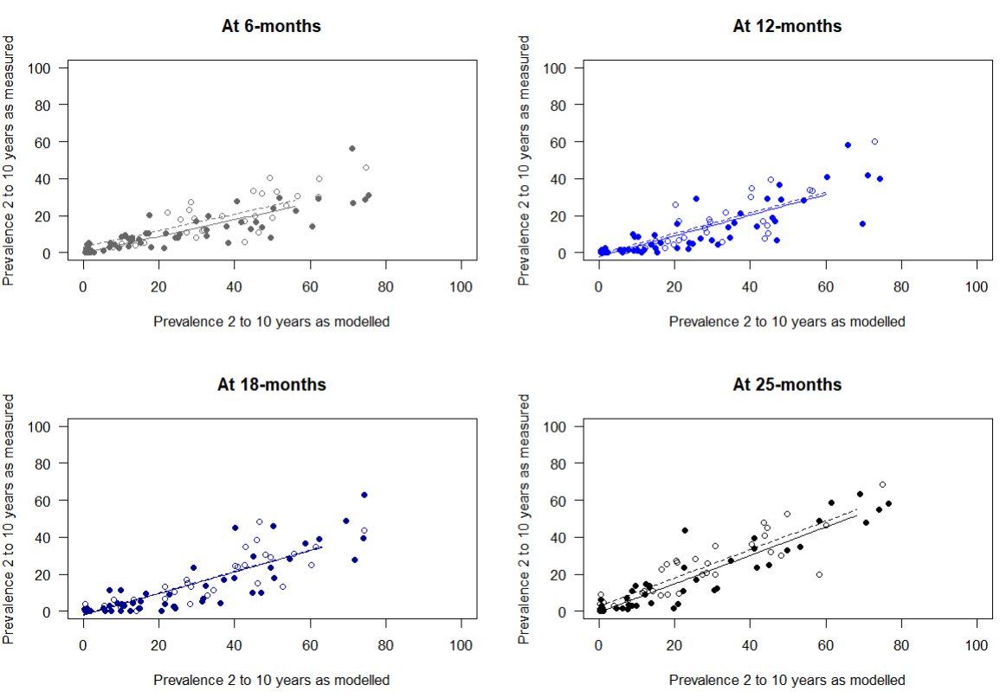 At 6-months
Prevalence 2 to 10 years as measured
100
80
60
40
20
0
0 20 40 60 80 100
Prevalence 2 to 10 years as modelled
At 12-months
Prevalence 2 to 10 years as measured
100
80
60
40
20
0
0 20 40 60 80 100
Prevalence 2 to 10 years as modelled
At 18-months
Prevalence 2 to 10 years as measured
100
80
60
40
20
0
0 20 40 60 80 100
Prevalence 2 to 10 years as modelled
At 25-months
Prevalence 2 to 10 years as measured
100
80
60
40
20
0
0 20 40 60 80 100
Prevalence 2 to 10 years as modelled